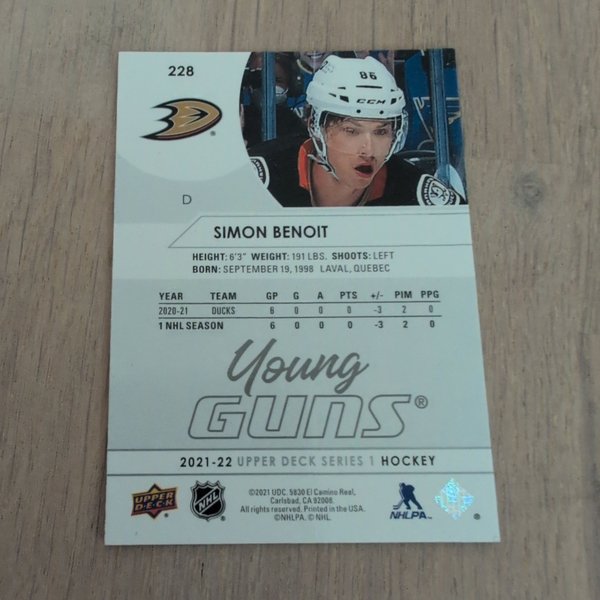 228
86
CCM
®
D
SIMON BENOIT
HEIGHT: 6'3" WEIGHT: 191 LBS. SHOOTS: LEFT
BORN: SEPTEMBER 19, 1998 LAVAL, QUEBEC
YEAR TEAM GP G A PTS +/- PIM PPG
2020-21 DUCKS 6 0 0 0 -3 2 0
1 NHL SEASON 6 0 0 0 -3 2 0
Young
GUNS®
2021-22 UPPER DECK SERIES 1 HOCKEY
UPPER DECK
NHL
©2021 UDC. 5830 El Camino Real,
Carlsbad, CA 92008.
All rights reserved. Printed in the USA.
©NHLPA. © NHL.
NHLPA
®